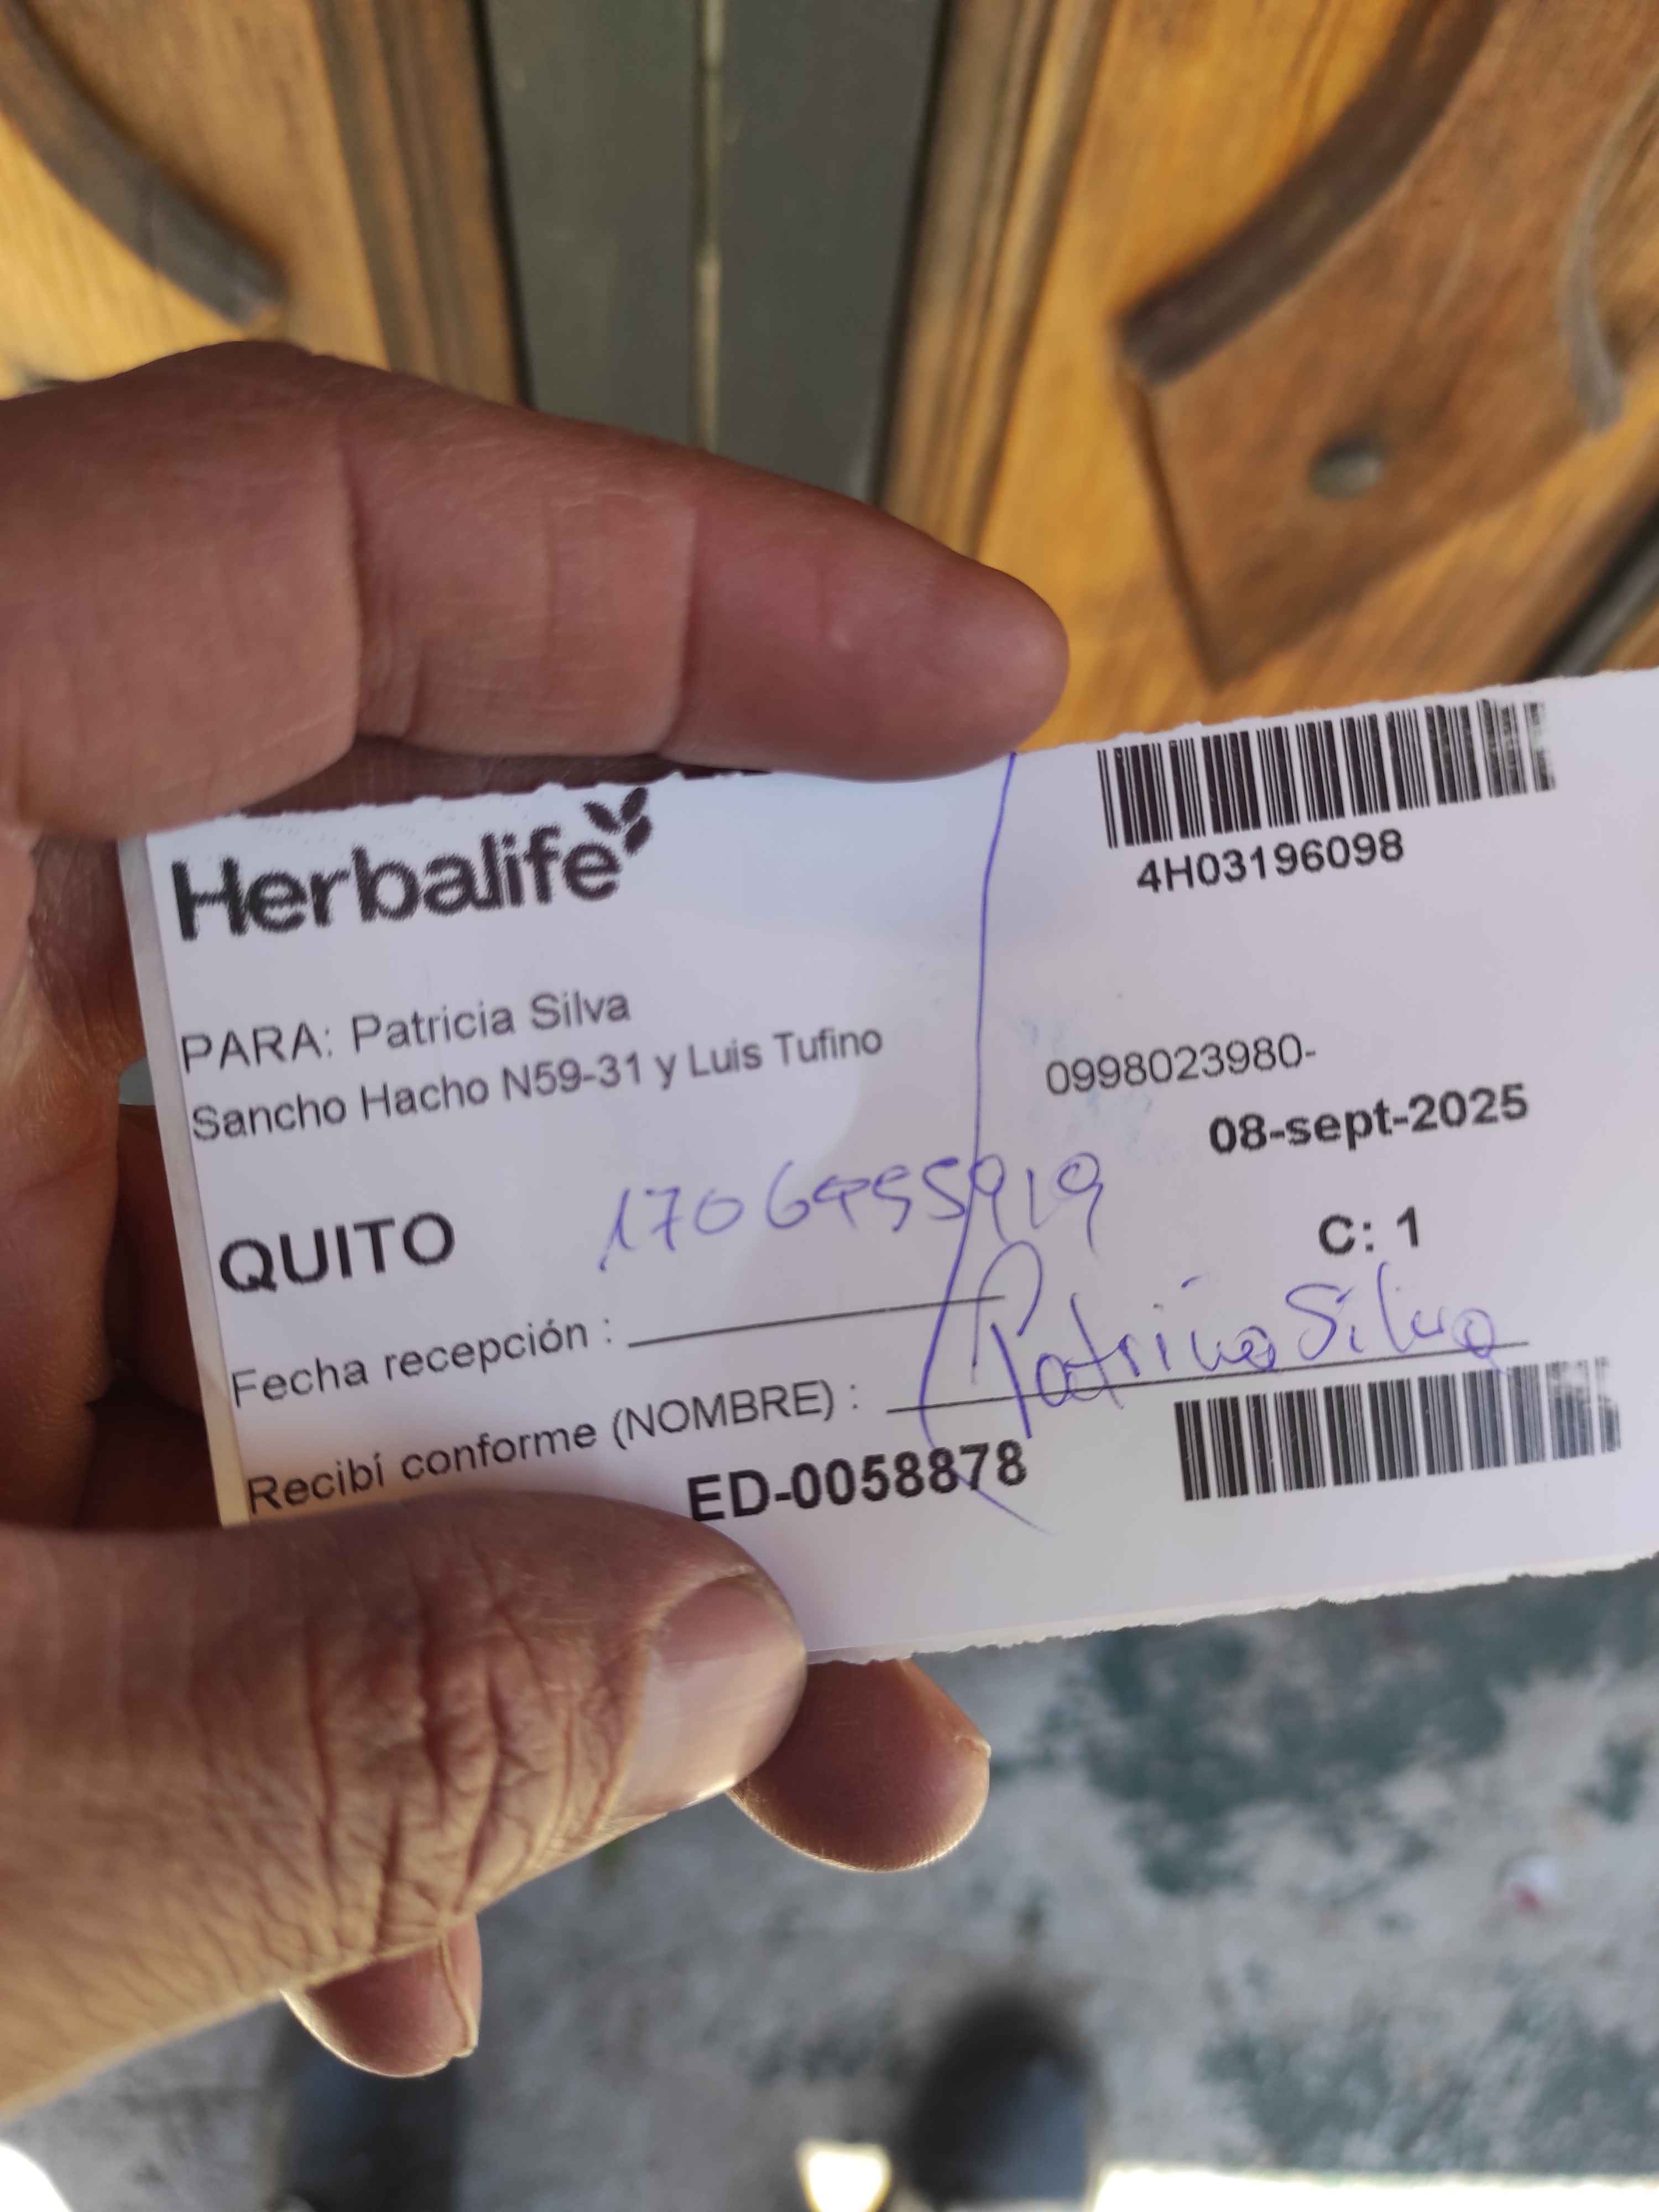 Herbalife
4H03196098
PARA: Patricia Silva
Sancho Hacho N59-31 y Luis Tufino
0998023980-
08-sept-2025
QUITO
C: 1
Fecha recepción :
Recibí conforme (NOMBRE) : Patricia Silva
ED-0058878